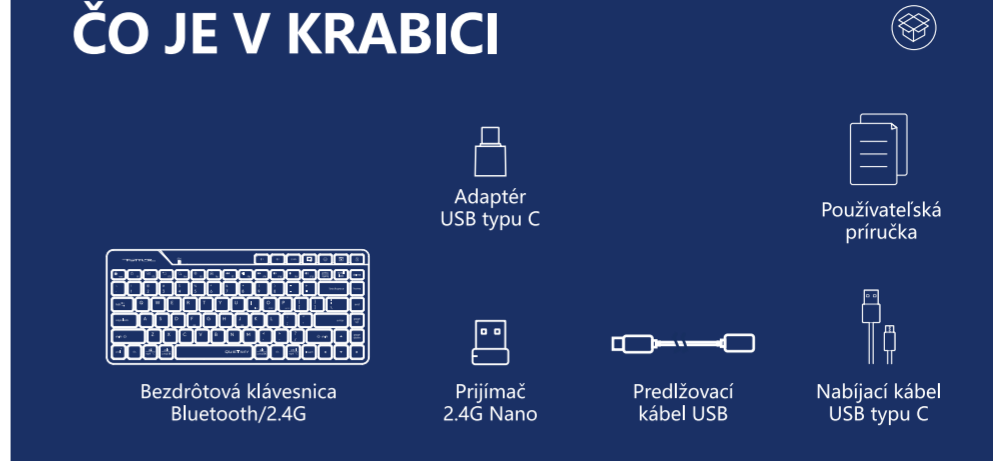 ČO JE V KRABICI
Adaptér
USB typu C
Používateľská
príručka
Bezdrôtová klávesnica
Bluetooth/2.4G
Prijímač
2.4G Nano
Predlžovací
kábel USB
Nabíjací kábel
USB typu C